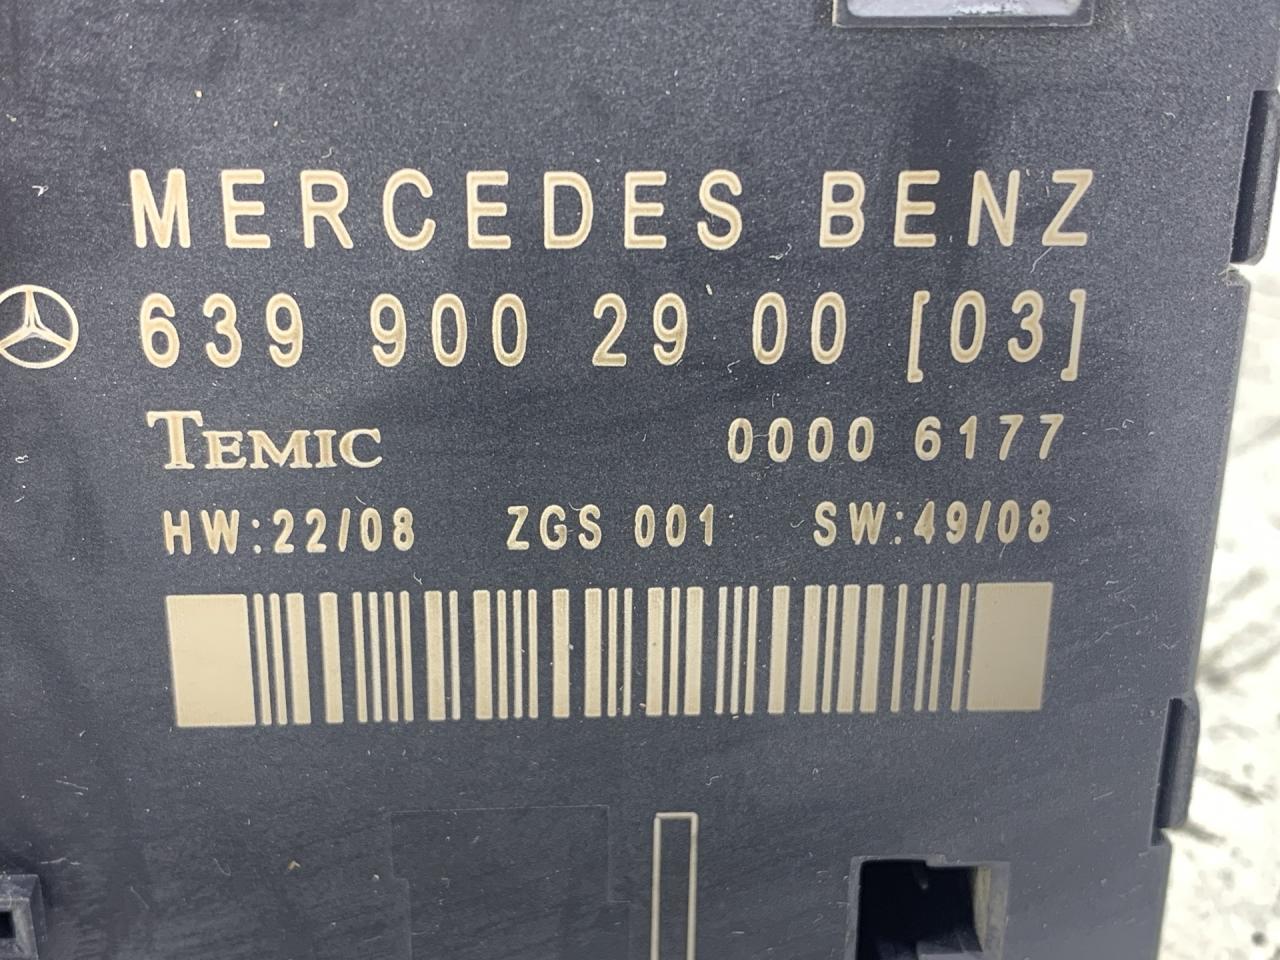 MERCEDES BENZ
639 900 29 00 [03]
TEMIC 0000 6177
HW:22/08 ZGS 001 SW:49/08